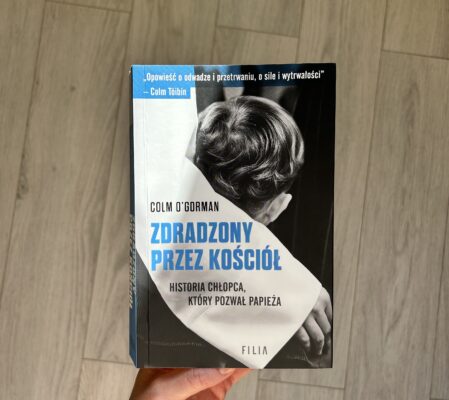 „Opowieść o odwadze i przetrwaniu, o sile i wytrwałości”
– Colm Tóibín
COLM O'GORMAN
ZDRADZONY
PRZEZ KOŚCIÓŁ
HISTORIA CHŁOPCA,
KTÓRY POZWAŁ PAPIEŻA
FILIA